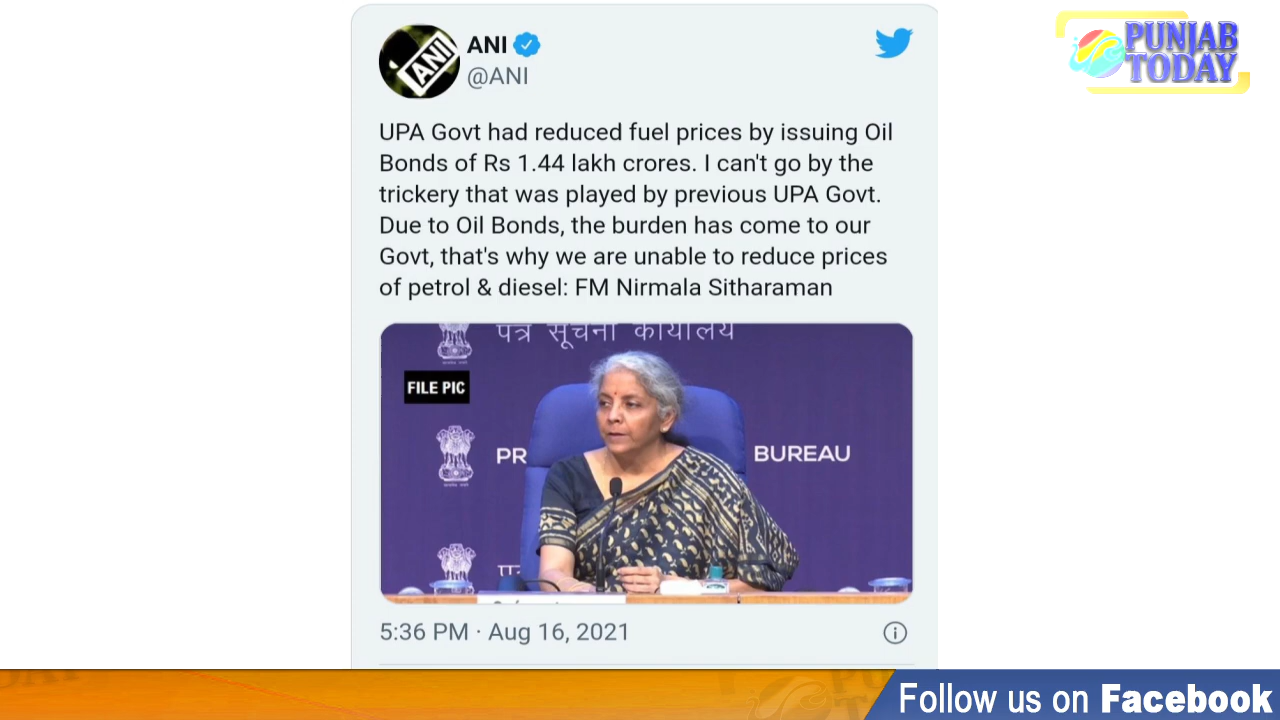 ANI
@ANI
PUNJAB
TODAY
UPA Govt had reduced fuel prices by issuing Oil
Bonds of Rs 1.44 lakh crores. I can't go by the
trickery that was played by previous UPA Govt.
Due to Oil Bonds, the burden has come to our
Govt, that's why we are unable to reduce prices
of petrol & diesel: FM Nirmala Sitharaman
पत्र सूचना कार्यालय
FILE PIC
PR BUREAU
5:36 PM · Aug 16, 2021
Follow us on Facebook